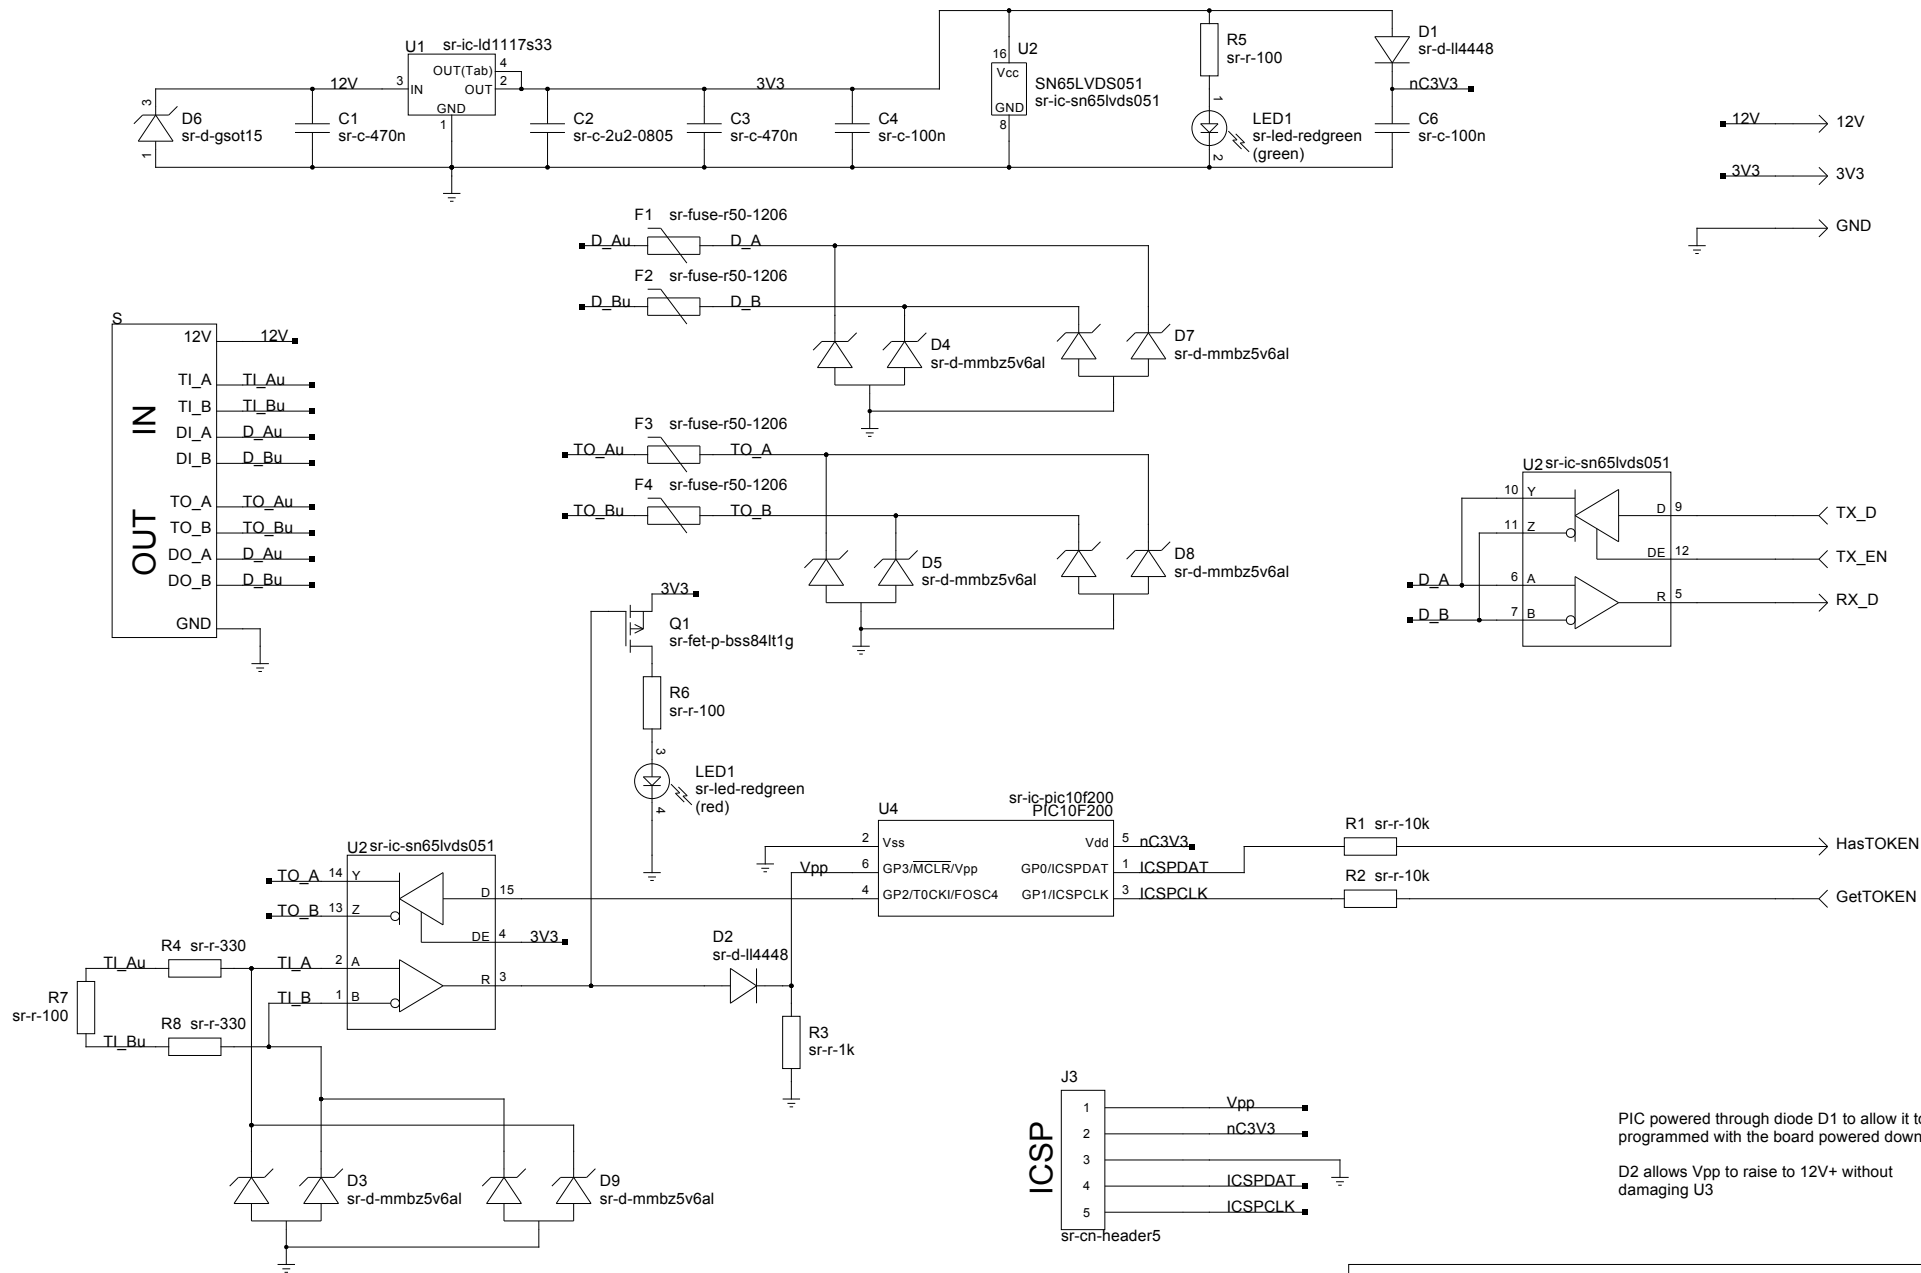 U1 sr-ic-ld1117s33
3 IN
OUT(Tab) 4
OUT 2
GND
1
12V
3V3
3
D6
sr-d-gsot15
1
C1
sr-c-470n
C2
sr-c-2u2-0805
C3
sr-c-470n
C4
sr-c-100n
16 U2
Vcc
SN65LVDS051
sr-ic-sn65lvds051
GND
8
R5
sr-r-100
1
LED1
sr-led-redgreen
(green)
2
D1
sr-d-ll4448
nC3V3
C6
sr-c-100n
12V 12V
3V3 3V3
GND
F1 sr-fuse-r50-1206
D_Au D_A
F2 sr-fuse-r50-1206
D_Bu D_B
D4
sr-d-mmbz5v6al
D7
sr-d-mmbz5v6al
S
IN
OUT
12V 12V
TI_A TI_Au
TI_B TI_Bu
DI_A D_Au
DI_B D_Bu
TO_A TO_Au
TO_B TO_Bu
DO_A D_Au
DO_B D_Bu
GND
F3 sr-fuse-r50-1206
TO_Au TO_A
F4 sr-fuse-r50-1206
TO_Bu TO_B
D5
sr-d-mmbz5v6al
D8
sr-d-mmbz5v6al
U2 sr-ic-sn65lvds051
10 Y
11 Z
D 9 TX_D
DE 12 TX_EN
D_A 6 A
D_B 7 B
R 5 RX_D
3V3
Q1
sr-fet-p-bss84lt1g
R6
sr-r-100
3
LED1
sr-led-redgreen
(red)
4
U4
sr-ic-pic10f200
PIC10F200
2 Vss
Vpp 6 GP3/MCLR/Vpp
4 GP2/T0CKI/FOSC4
Vdd 5 nC3V3
GP0/ICSPDAT 1 ICSPDAT
GP1/ICSPCLK 3 ICSPCLK
R1 sr-r-10k
HasTOKEN
R2 sr-r-10k
GetTOKEN
U2 sr-ic-sn65lvds051
TO_A 14 Y
TO_B 13 Z
D 15
DE 4 3V3
TI_A 2 A
TI_B 1 B
R 3
R4 sr-r-330
TI_Au
R7
sr-r-100
R8 sr-r-330
TI_Bu
D2
sr-d-ll4448
R3
sr-r-1k
D3
sr-d-mmbz5v6al
D9
sr-d-mmbz5v6al
J3
ICSP
1 Vpp
2 nC3V3
3
4 ICSPDAT
5 ICSPCLK
sr-cn-header5
PIC powered through diode D1 to allow it
programmed with the board powered down
D2 allows Vpp to raise to 12V+ without
damaging U3